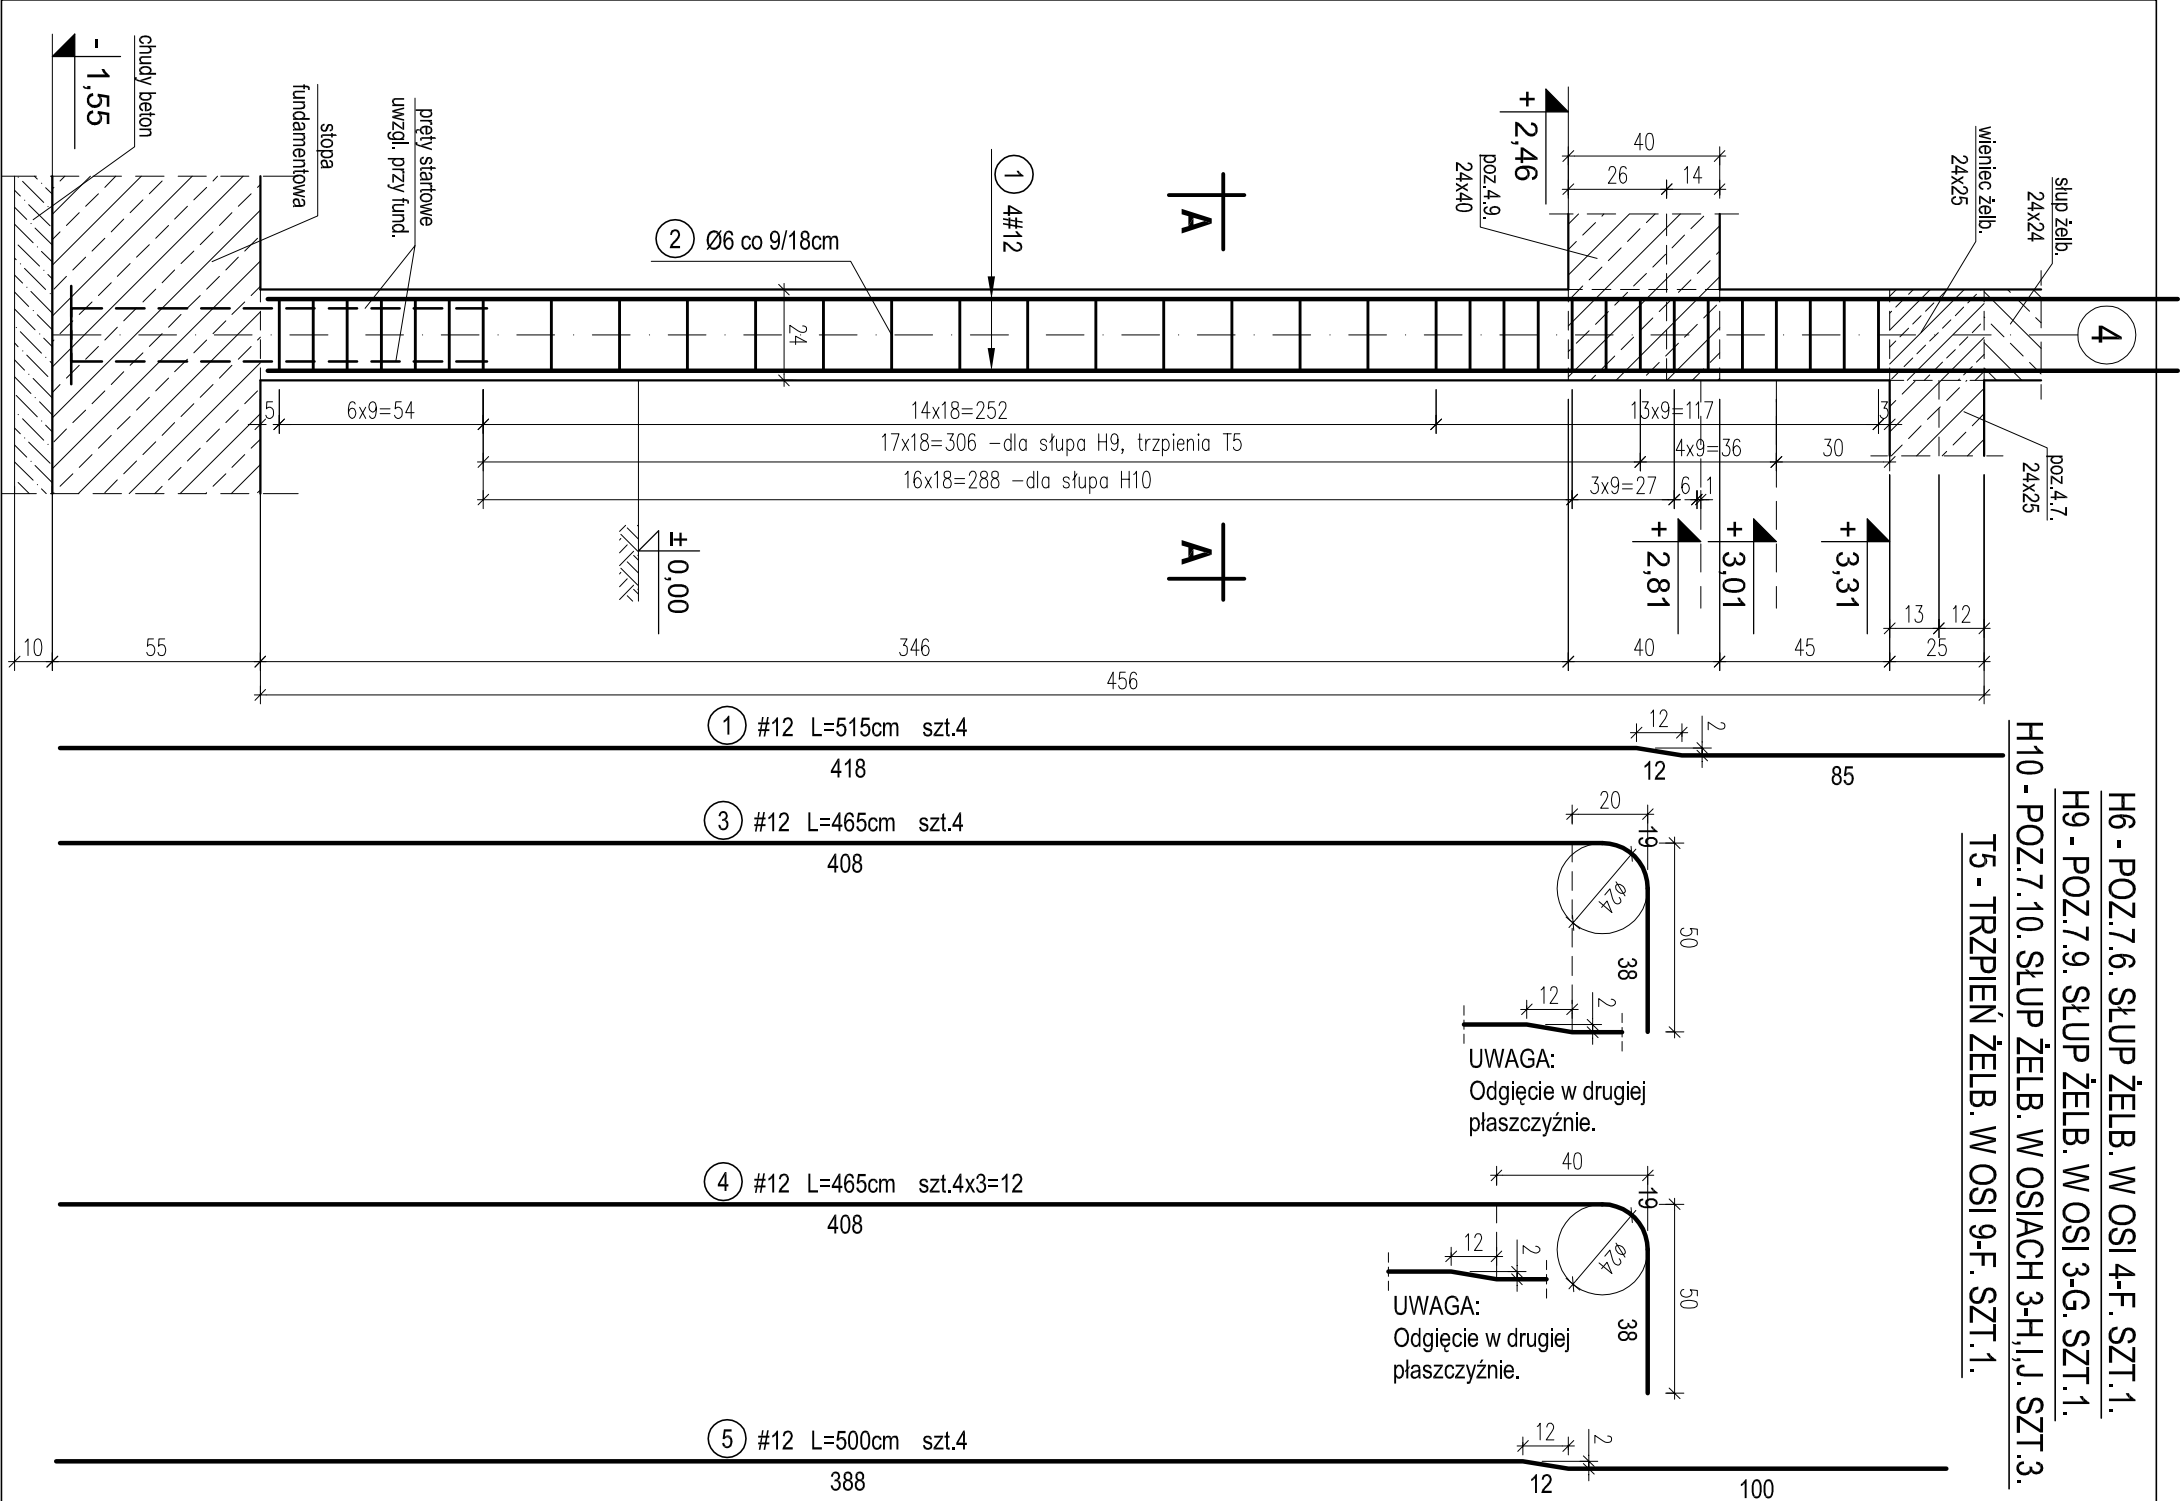 - 1,55
chudy beton
stopa
fundamentowa
pręty startowe
uwzgl. przy fund.
2 Ø6 co 9/18cm
1 4#12
A
+ 2,46
poz.4.9.
24x40
40
26 14
wieniec żelb.
24x25
słup żelb.
24x24
4
24
5 6x9=54 14x18=252 13x9=117 3
17x18=306 -dla słupa H9, trzpienia T5 4x9=36 30
16x18=288 -dla słupa H10 3x9=27 6 1
poz.4.7.
24x25
± 0,00
A
+ 2,81
+ 3,01
+ 3,31
13 12
10 55 346 40 45 25
456
1 #12 L=515cm szt.4
12 2
418 12 85
3 #12 L=465cm szt.4
20
19
408
Ø24
50
38
12 2
UWAGA:
Odgięcie w drugiej
płaszczyźnie.
4 #12 L=465cm szt.4x3=12
40
19
408
Ø24
50
38
12 2
UWAGA:
Odgięcie w drugiej
płaszczyźnie.
5 #12 L=500cm szt.4
12 2
388 12 100
H6 - POZ.7.6. SŁUP ŻELB. W OSI 4-F. SZT.1.
H9 - POZ.7.9. SŁUP ŻELB. W OSI 3-G. SZT.1.
H10 - POZ.7.10. SŁUP ŻELB. W OSIACH 3-H,I,J. SZT.3.
T5 - TRZPIEŃ ŻELB. W OSI 9-F. SZT.1.